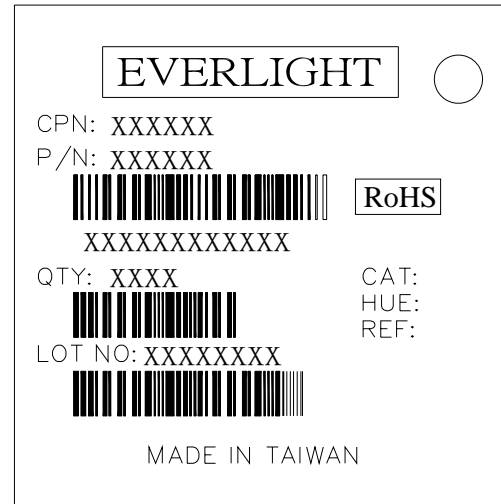 EVERLIGHT
CPN: XXXXXX
P/N: XXXXXX
RoHS
XXXXXXXXXXXX
QTY: XXXX
CAT:
HUE:
REF:
LOT NO: XXXXXXXX
MADE IN TAIWAN